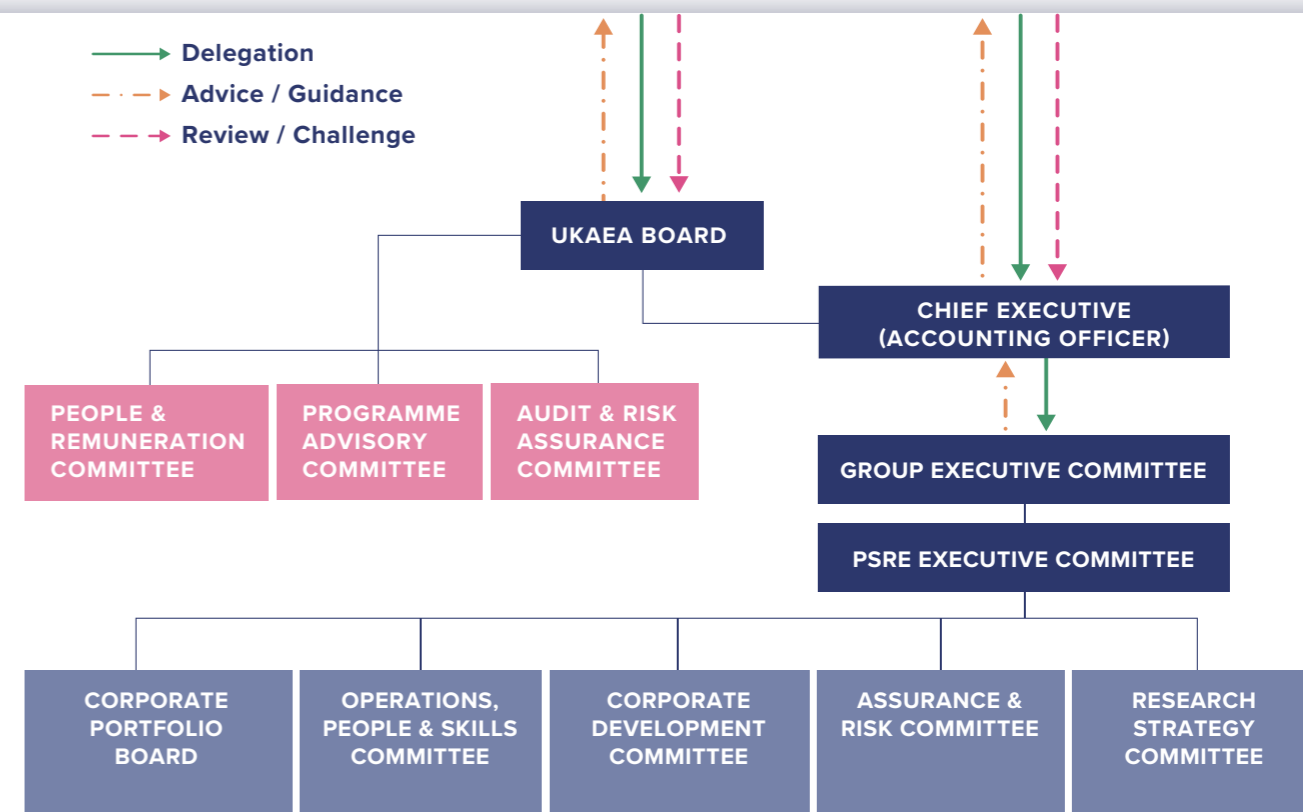 Delegation
Advice / Guidance
Review / Challenge
UKAEA BOARD
CHIEF EXECUTIVE
(ACCOUNTING OFFICER)
PEOPLE &
REMUNERATION
COMMITTEE
PROGRAMME
ADVISORY
COMMITTEE
AUDIT & RISK
ASSURANCE
COMMITTEE
GROUP EXECUTIVE COMMITTEE
PSRE EXECUTIVE COMMITTEE
CORPORATE
PORTFOLIO
BOARD
OPERATIONS,
PEOPLE & SKILLS
COMMITTEE
CORPORATE
DEVELOPMENT
COMMITTEE
ASSURANCE &
RISK COMMITTEE
RESEARCH
STRATEGY
COMMITTEE